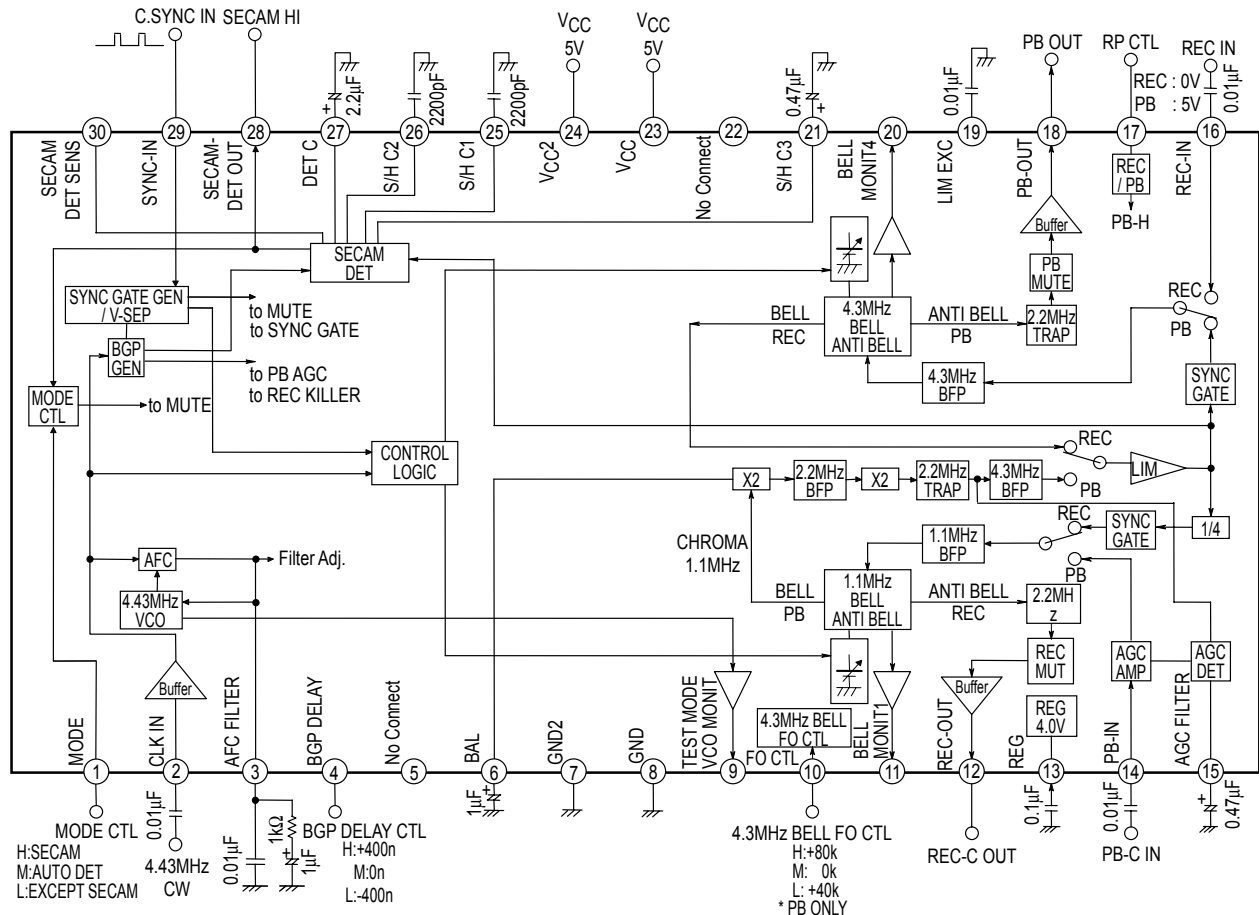 C.SYNC IN SECAM HI
VCC
5V
VCC
5V
PB OUT
RP CTL
REC IN
REC : 0V
PB : 5V
2.2µF
+
2200pF
2200pF
0.47µF
+
0.01µF
0.01µF
30 29 28 27 26 25 24 23 22 21 20 19 18 17 16
SECAM
DET SENS
SYNC-IN
SECAM-
DET OUT
DET C
S/H C2
S/H C1
VCC2
VCC
No Connect
S/H C3
BELL
MONIT4
LIM EXC
PB-OUT
REC
/ PB
PB-H
REC-IN
Buffer
SECAM
DET
PB
MUTE
SYNC GATE GEN
/ V-SEP
to MUTE
to SYNC GATE
BELL
REC
4.3MHz
BELL
ANTI BELL
ANTI BELL
PB
2.2MHz
TRAP
REC
PB
BGP
GEN
to PB AGC
to REC KILLER
4.3MHz
BFP
SYNC
GATE
MODE
CTL
to MUTE
CONTROL
LOGIC
REC
LIM
X2
2.2MHz
BFP
X2
2.2MHz
TRAP
4.3MHz
BFP
PB
CHROMA
1.1MHz
1.1MHz
BFP
REC
SYNC
GATE
1/4
AFC
Filter Adj.
PB
4.43MHz
VCO
BELL
PB
1.1MHz
BELL
ANTI BELL
ANTI BELL
REC
2.2MH
z
Buffer
REC
MUT
AGC
AMP
AGC
DET
Buffer
REG
4.0V
4.3MHz BELL
FO CTL
MODE
CLK IN
AFC FILTER
BGP DELAY
No Connect
BAL
GND2
GND
TEST MODE
VCO MONIT
FO CTL
BELL
MONIT1
REC-OUT
REG
PB-IN
AGC FILTER
1 2 3 4 5 6 7 8 9 10 11 12 13 14 15
MODE CTL
H:SECAM
M:AUTO DET
L:EXCEPT SECAM
0.01µF
4.43MHz
CW
0.01µF
1kΩ
+
1µF
BGP DELAY CTL
H:+400n
M:0n
L:-400n
1µF
+
4.3MHz BELL FO CTL
H:+80k
M: 0k
L: +40k
* PB ONLY
REC-C OUT
0.1µF
0.01µF
PB-C IN
+
0.47µF